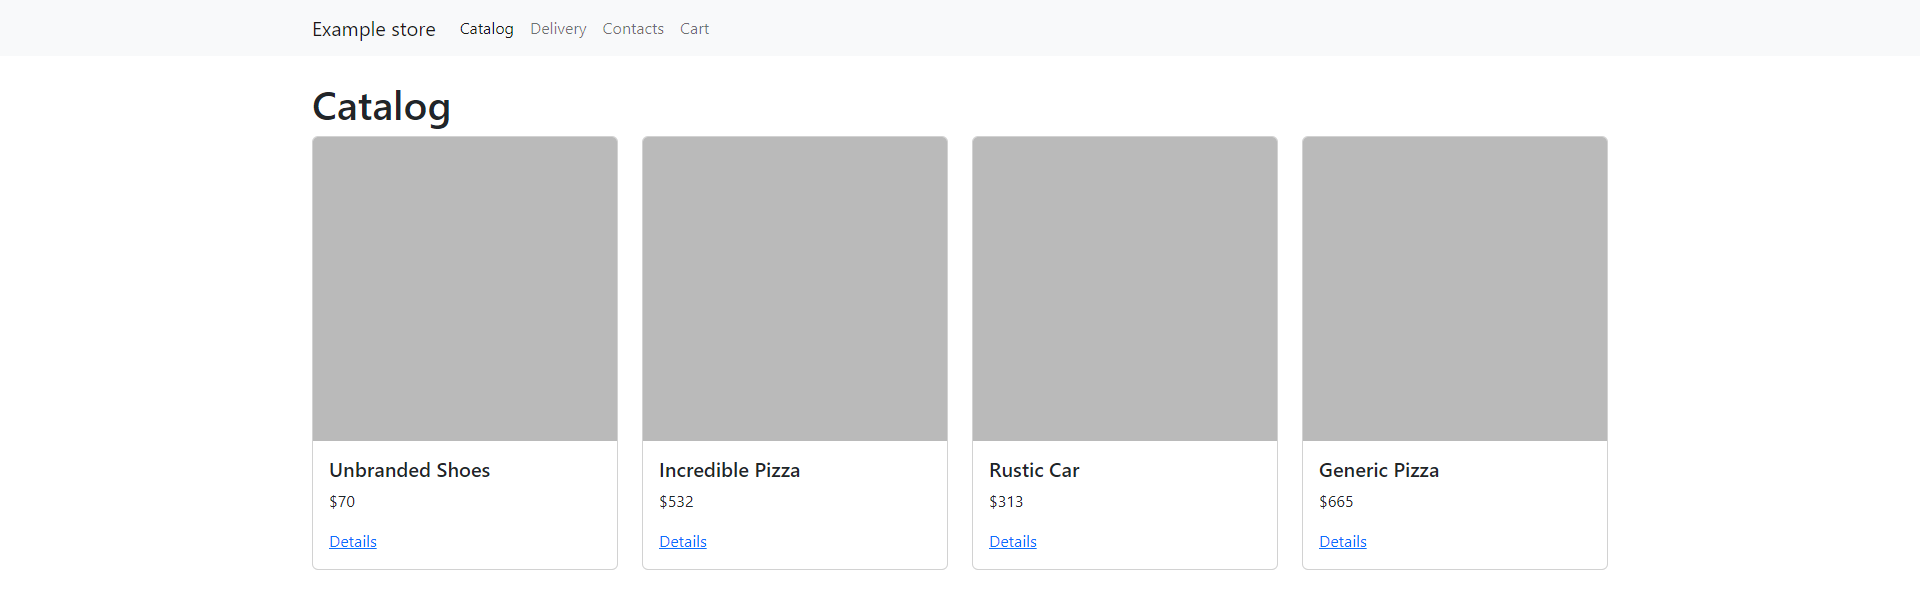 Example store Catalog Delivery Contacts Cart
Catalog
Unbranded Shoes
$70
Details
Incredible Pizza
$532
Details
Rustic Car
$313
Details
Generic Pizza
$665
Details